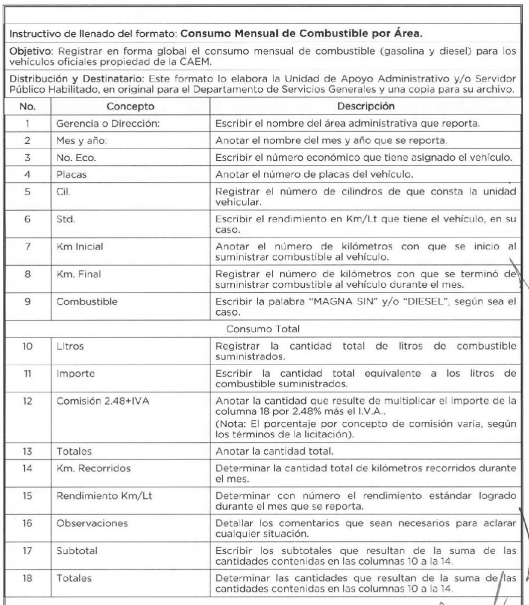 Instructivo de llenado del formato: Consumo Mensual de Combustible por Área.
Objetivo: Registrar en forma global el consumo mensual de combustible (gasolina y diesel) para los
vehículos oficiales propiedad de la CAEM.
Distribución y Destinatario: Este formato lo elabora la Unidad de Apoyo Administrativo y/o Servidor
Público Habilitado, en original para el Departamento de Servicios Generales y una copia para su archivo.
No. Concepto Descripción
1 Gerencia o Dirección: Escribir el nombre del área administrativa que reporta.
2 Mes y año: Anotar el nombre del mes y año que se reporta.
3 No. Eco. Escribir el número económico que tiene asignado el vehículo.
4 Placas Anotar el número de placas del vehículo.
5 Cil. Registrar el número de cilindros de que consta la unidad
vehicular.
6 Std. Escribir el rendimiento en Km/Lt que tiene el vehículo, en su
caso.
7 Km Inicial Anotar el número de kilómetros con que se inicio al
suministrar combustible al vehículo.
8 Km. Final Registrar el número de kilómetros con que se terminó de
suministrar combustible al vehículo durante el mes.
9 Combustible Escribir la palabra “MAGNA SIN” y/o “DIESEL”, según sea el
caso.
Consumo Total
10 Litros Registrar la cantidad total de litros de combustible
suministrados.
11 Importe Escribir la cantidad total equivalente a los litros de
combustible suministrados.
12 Comisión 2.48+IVA Anotar la cantidad que resulte de multiplicar el importe de la
columna 18 por 2.48% más el I.V.A..
(Nota: El porcentaje por concepto de comisión varia, según
los términos de la licitación).
13 Totales Anotar la cantidad total.
14 Km. Recorridos Determinar la cantidad total de kilómetros recorridos durante
el mes.
15 Rendimiento Km/Lt Determinar con número el rendimiento estándar logrado
durante el mes que se reporta.
16 Observaciones Detallar los comentarios que sean necesarios para aclarar
cualquier situación.
17 Subtotal Escribir los subtotales que resultan de la suma de las
cantidades contenidas en las columnas 10 a la 14.
18 Totales Determinar las cantidades que resultan de la suma de las
cantidades contenidas en las columnas 10 a la 14.